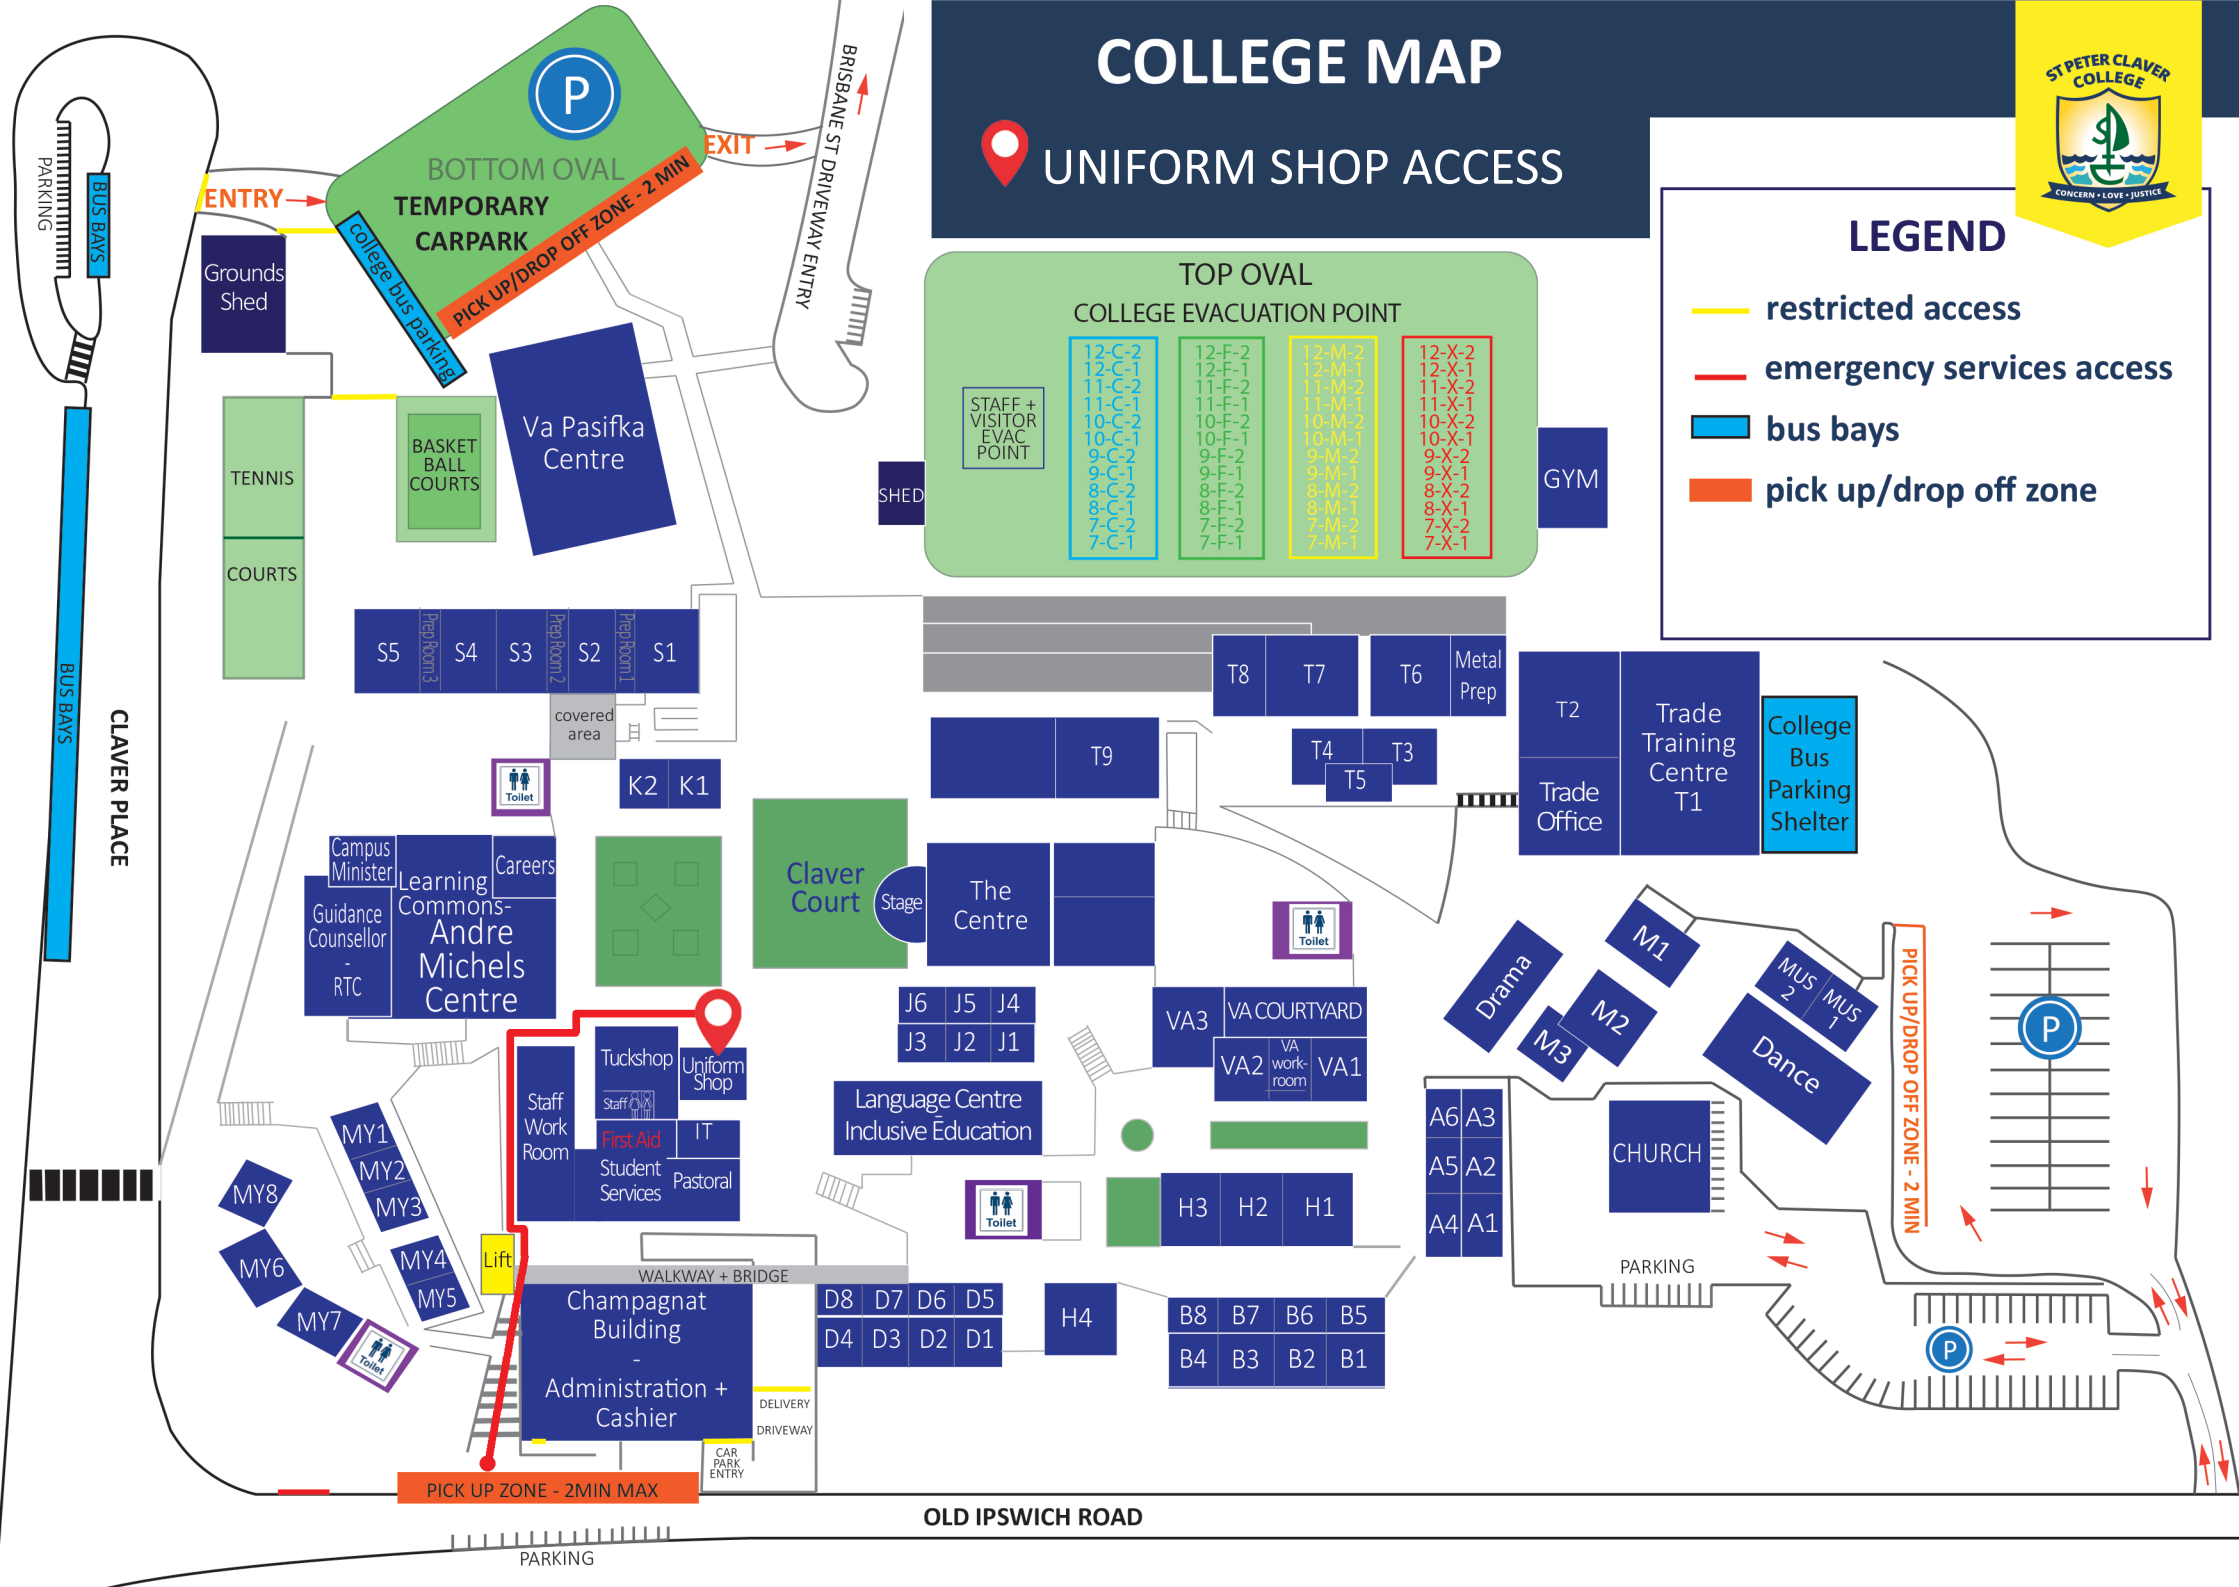 COLLEGE MAP
UNIFORM SHOP ACCESS
ST PETER CLAVER
COLLEGE
CONCERN • LOVE • JUSTICE
LEGEND
restricted access
emergency services access
bus bays
pick up/drop off zone
P
BOTTOM OVAL
TEMPORARY
CARPARK
PICK UP/DROP OFF ZONE - 2 MIN
college bus parking
ENTRY
EXIT
BRISBANE ST DRIVEWAY ENTRY
PARKING
BUS BAYS
Grounds
Shed
BUS BAYS
CLAVER PLACE
TENNIS
COURTS
BASKET
BALL
COURTS
Va Pasifka
Centre
SHED
TOP OVAL
COLLEGE EVACUATION POINT
STAFF +
VISITOR
EVAC
POINT
12-C-2
12-C-1
11-C-2
11-C-1
10-C-2
10-C-1
9-C-2
9-C-1
8-C-2
8-C-1
7-C-2
7-C-1
12-F-2
12-F-1
11-F-2
11-F-1
10-F-2
10-F-1
9-F-2
9-F-1
8-F-2
8-F-1
7-F-2
7-F-1
12-M-2
12-M-1
11-M-2
11-M-1
10-M-2
10-M-1
9-M-2
9-M-1
8-M-2
8-M-1
7-M-2
7-M-1
12-X-2
12-X-1
11-X-2
11-X-1
10-X-2
10-X-1
9-X-2
9-X-1
8-X-2
8-X-1
7-X-2
7-X-1
GYM
S5
Prep Room3
S4
S3
Prep Room 2
S2
Prep Room1
S1
covered
area
Toilet
K2
K1
T8
T7
T6
Metal
Prep
T9
T4
T3
T5
T2
Trade
Office
Trade
Training
Centre
T1
College
Bus
Parking
Shelter
Campus
Minister
Learning
Commons-
Andre
Michels
Centre
Careers
Guidance
Counsellor
-
RTC
Claver
Court
Stage
The
Centre
Toilet
Drama
M1
M2
M3
MUS
2
MUS
1
Dance
PICK UP/DROP OFF ZONE - 2 MIN
P
J6
J5
J4
J3
J2
J1
VA3
VA COURTYARD
VA2
VA
work-
room
VA1
Language Centre
-
Inclusive Education
Tuckshop
Staff
Uniform
Shop
Staff
Work
Room
First Aid
Student
Services
IT
Pastoral
MY1
MY2
MY3
MY4
MY5
MY8
MY6
MY7
Toilet
Lift
Toilet
H3
H2
H1
A6
A3
A5
A2
A4
A1
CHURCH
PARKING
P
WALKWAY + BRIDGE
Champagnat
Building
-
Administration +
Cashier
D8
D7
D6
D5
D4
D3
D2
D1
H4
B8
B7
B6
B5
B4
B3
B2
B1
DELIVERY
DRIVEWAY
CAR
PARK
ENTRY
PICK UP ZONE - 2MIN MAX
OLD IPSWICH ROAD
PARKING